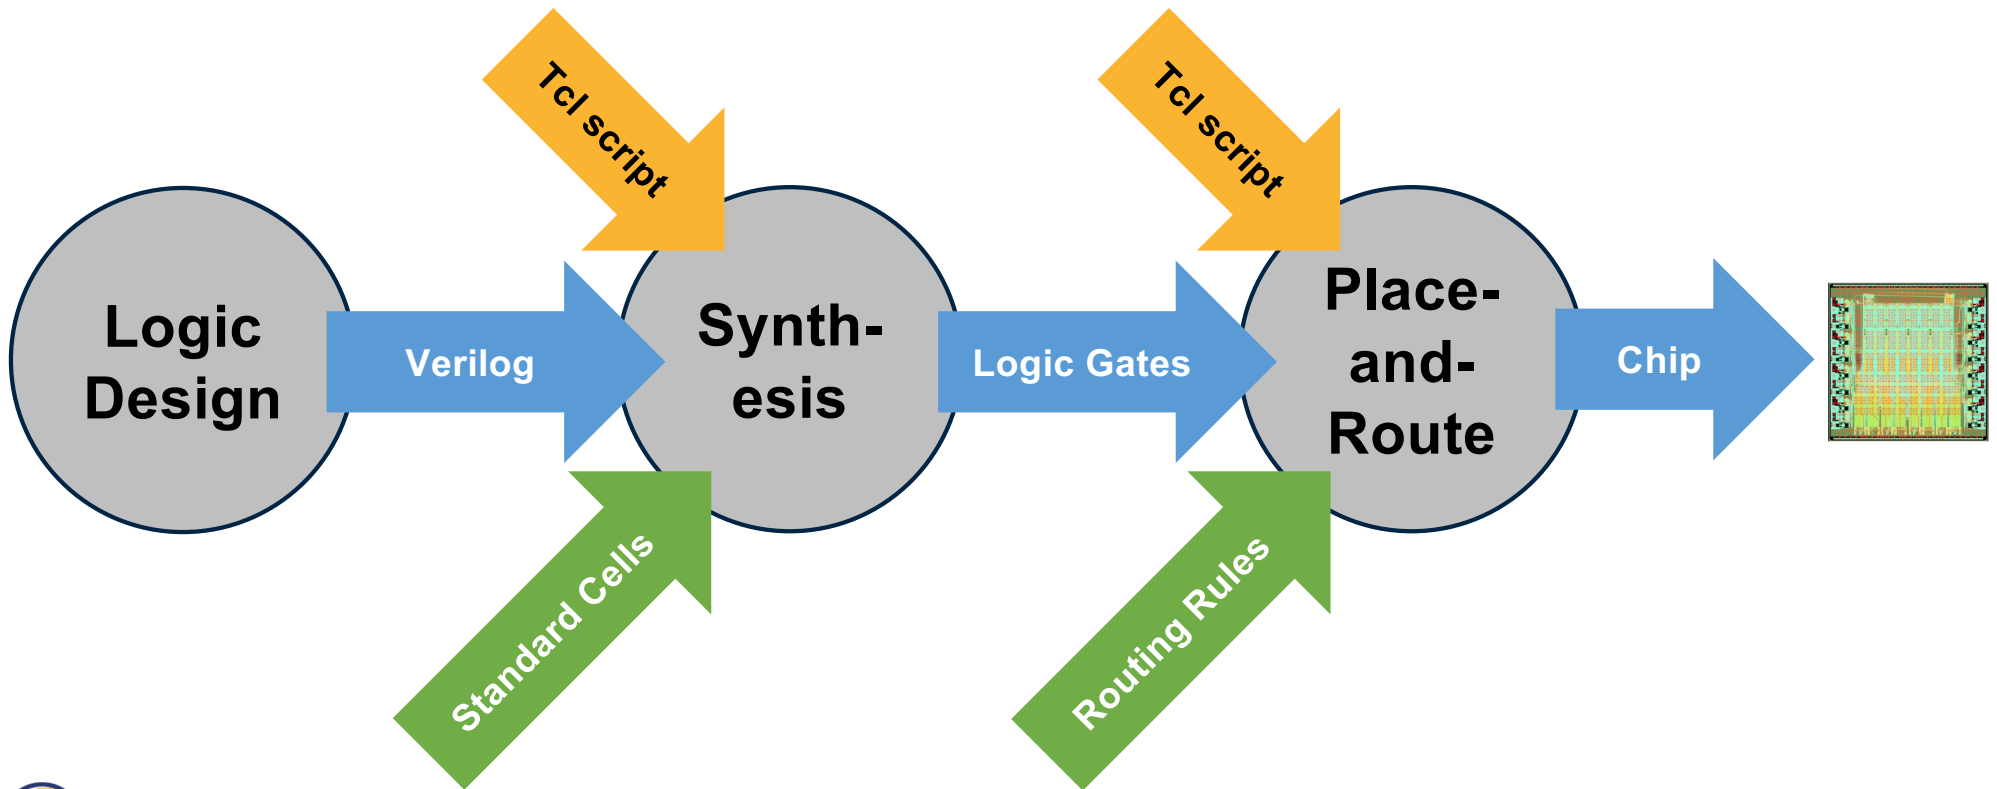 Tcl script
Tcl script
Logic
Design
Verilog
Synth-
esis
Logic Gates
Place-
and-
Route
Chip
Standard Cells
Routing Rules